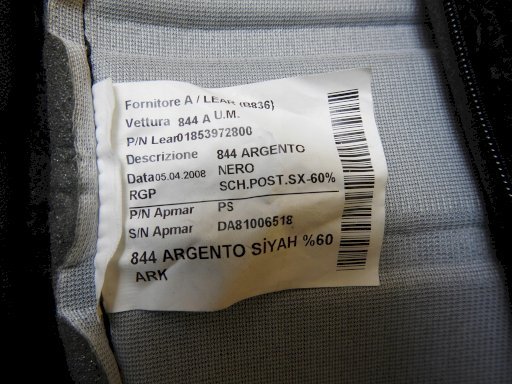 Fornitore A / LEAR (B836)
Vettura 844 A U.M.
P/N Lear01853972800
Descrizione 844 ARGENTO
Data05.04.2008 NERO
RGP SCH.POST.SX-60%
P/N Apmar PS
S/N Apmar DA81006518
844 ARGENTO SİYAH %60
ARK